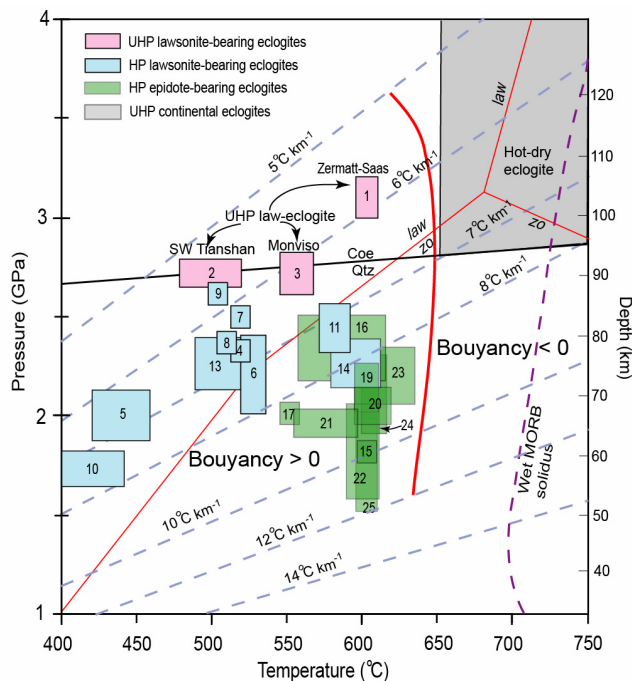 4
UHP lawsonite-bearing eclogites
HP lawsonite-bearing eclogites
HP epidote-bearing eclogites
UHP continental eclogites
5°C km-1
6°C km-1
law
Hot-dry
eclogite
Zermatt-Saas
1
UHP law-eclogite
SW Tianshan
Monviso
law
zo
7°C km-1
zo
Coe
Qtz
8°C km-1
2
3
9
7
11
16
8
4
13
6
14
19
23
5
20
17
21
24
15
10
22
25
Bouyancy < 0
Bouyancy > 0
Wet MORB
solidus
10°C km-1
12°C km-1
14°C km-1
3
2
1
Pressure (GPa)
120
110
100
90
80
70
60
50
40
Depth (km)
400
450
500
550
600
650
700
750
Temperature (°C)